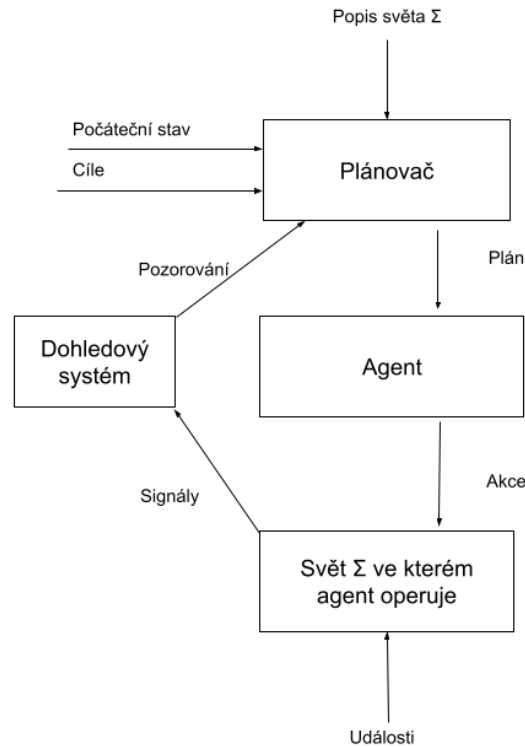 Popis světa Σ
Počáteční stav
Cíle
Plánovač
Pozorování
Plán
Dohledový
systém
Agent
Signály
Akce
Svět Σ ve kterém
agent operuje
Události